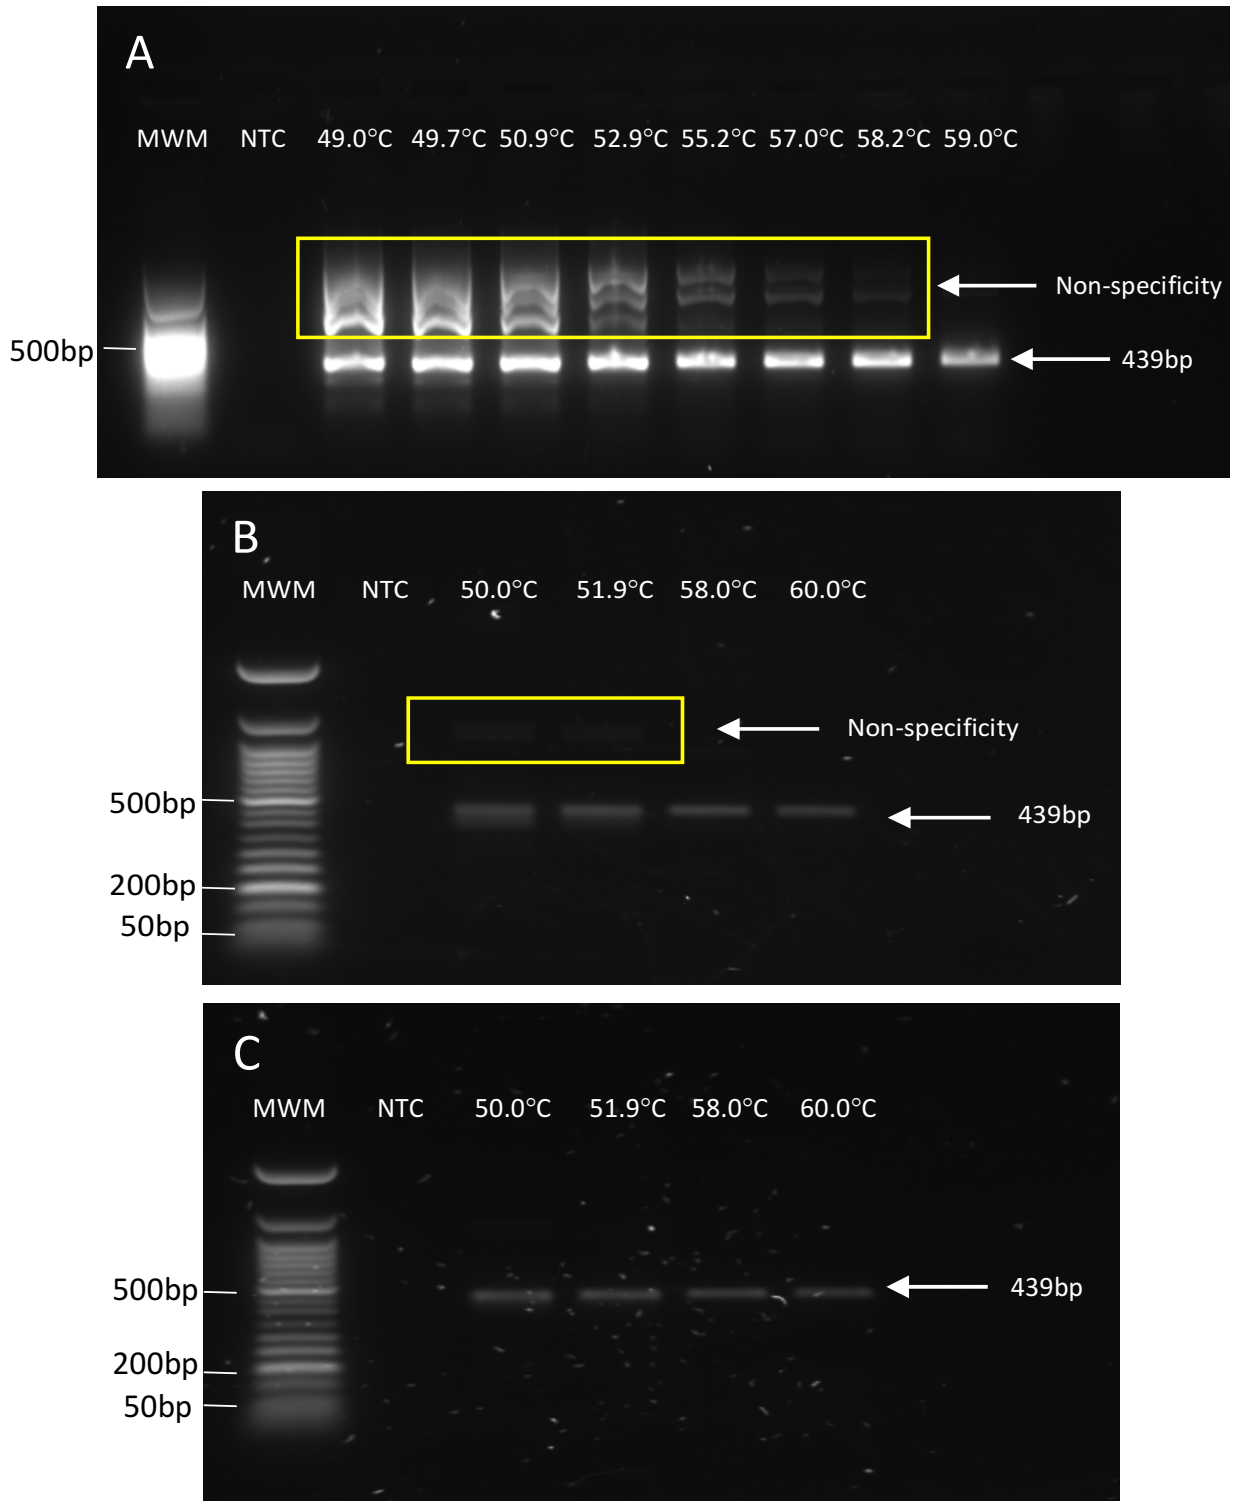 A
MWM NTC 49.0°C 49.7°C 50.9°C 52.9°C 55.2°C 57.0°C 58.2°C 59.0°C
Non-specificity
500bp
439bp
B
MWM NTC 50.0°C 51.9°C 58.0°C 60.0°C
Non-specificity
500bp
439bp
200bp
50bp
C
MWM NTC 50.0°C 51.9°C 58.0°C 60.0°C
500bp
439bp
200bp
50bp